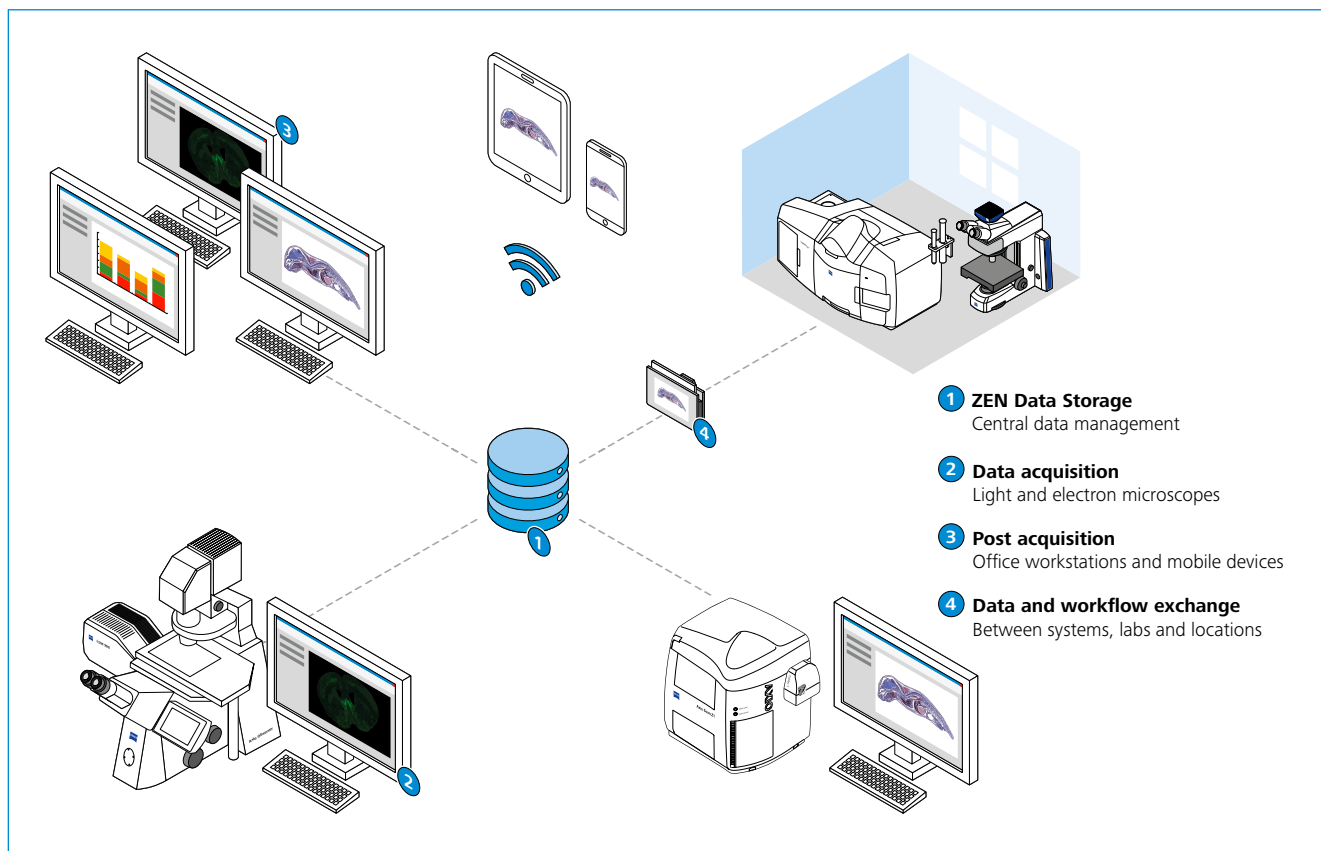 3
4
1
2
1 ZEN Data Storage
Central data management
2 Data acquisition
Light and electron microscopes
3 Post acquisition
Office workstations and mobile devices
4 Data and workflow exchange
Between systems, labs and locations